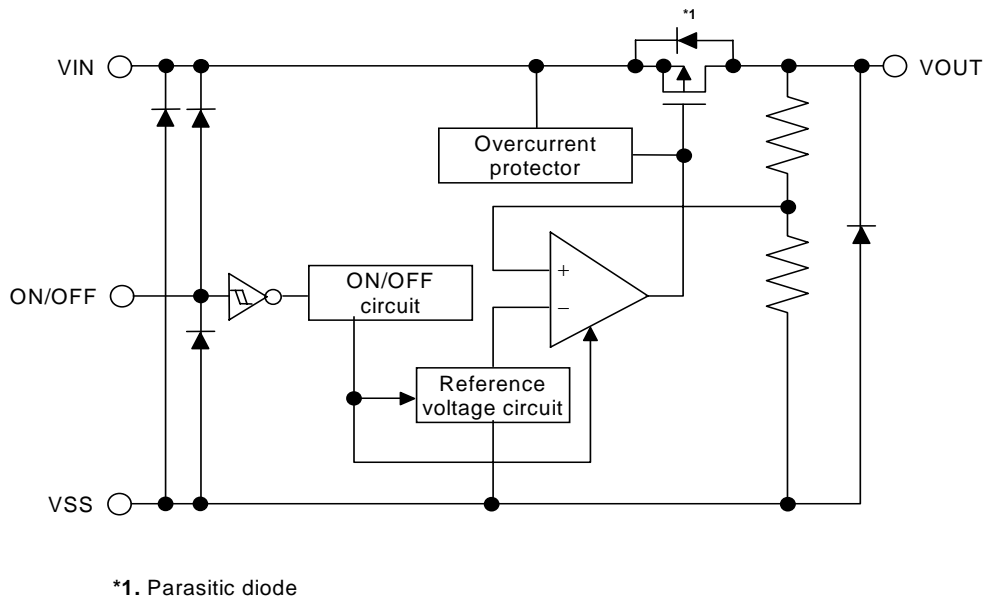 *1
VIN
VOUT
Overcurrent
protector
+
−
ON/OFF
ON/OFF
circuit
Reference
voltage circuit
VSS
*1. Parasitic diode